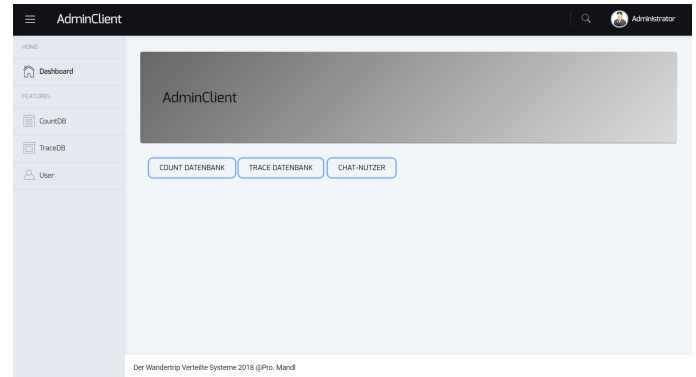 AdminClient
Administrator
HOME
Dashboard
FEATURES
CountDB
TraceDB
User
AdminClient
COUNT DATENBANK
TRACE DATENBANK
CHAT-NUTZER
Der Wandertrip Verteilte Systeme 2018 @Pro. Mandl